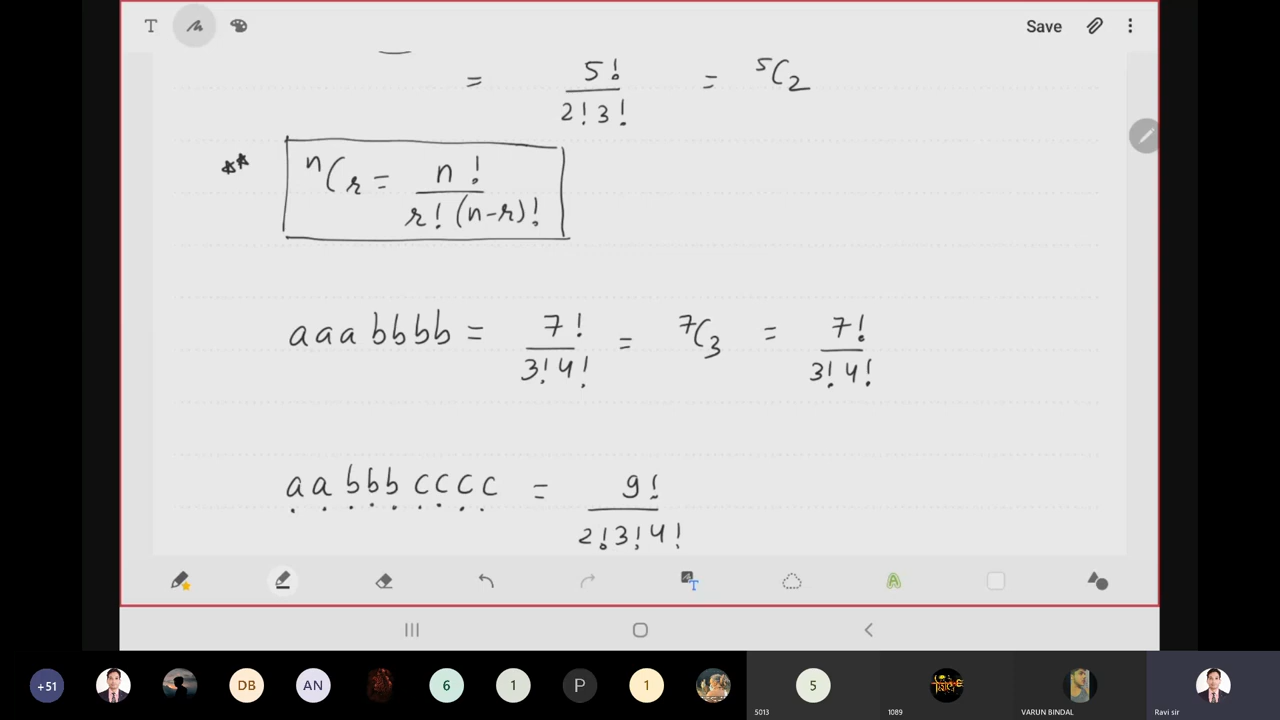 T Save
= 5! / 2! 3! = ⁵C₂
** ⁿCᵣ = n! / r! (n-r)!
aaabbbb = 7! / 3! 4! = ⁷C₃ = 7! / 3! 4!
aabbbcccc = 9! / 2! 3! 4!
T A
+51 DB AN 6 1 P 1 5
5013 1089 VARUN BINDAL Ravi sir